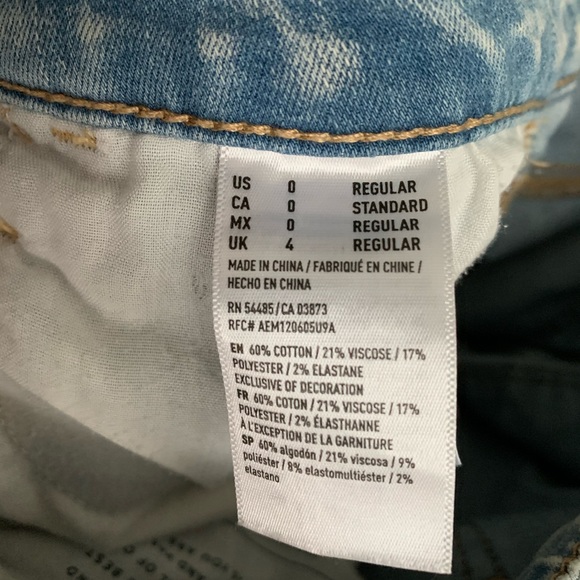 US 0 REGULAR
CA 0 STANDARD
MX 0 REGULAR
UK 4 REGULAR
MADE IN CHINA / FABRIQUÉ EN CHINE /
HECHO EN CHINA
RN 54485/CA 03873
RFC# AEM120605U9A
EN 60% COTTON / 21% VISCOSE / 17%
POLYESTER / 2% ELASTANE
EXCLUSIVE OF DECORATION
FR 60% COTON / 21% VISCOSE / 17%
POLYESTER / 2% ÉLASTHANNE
À L'EXCEPTION DE LA GARNITURE
SP 60% algodón / 21% viscosa / 9%
poliéster / 8% elastomultiéster / 2%
elastano
BEST